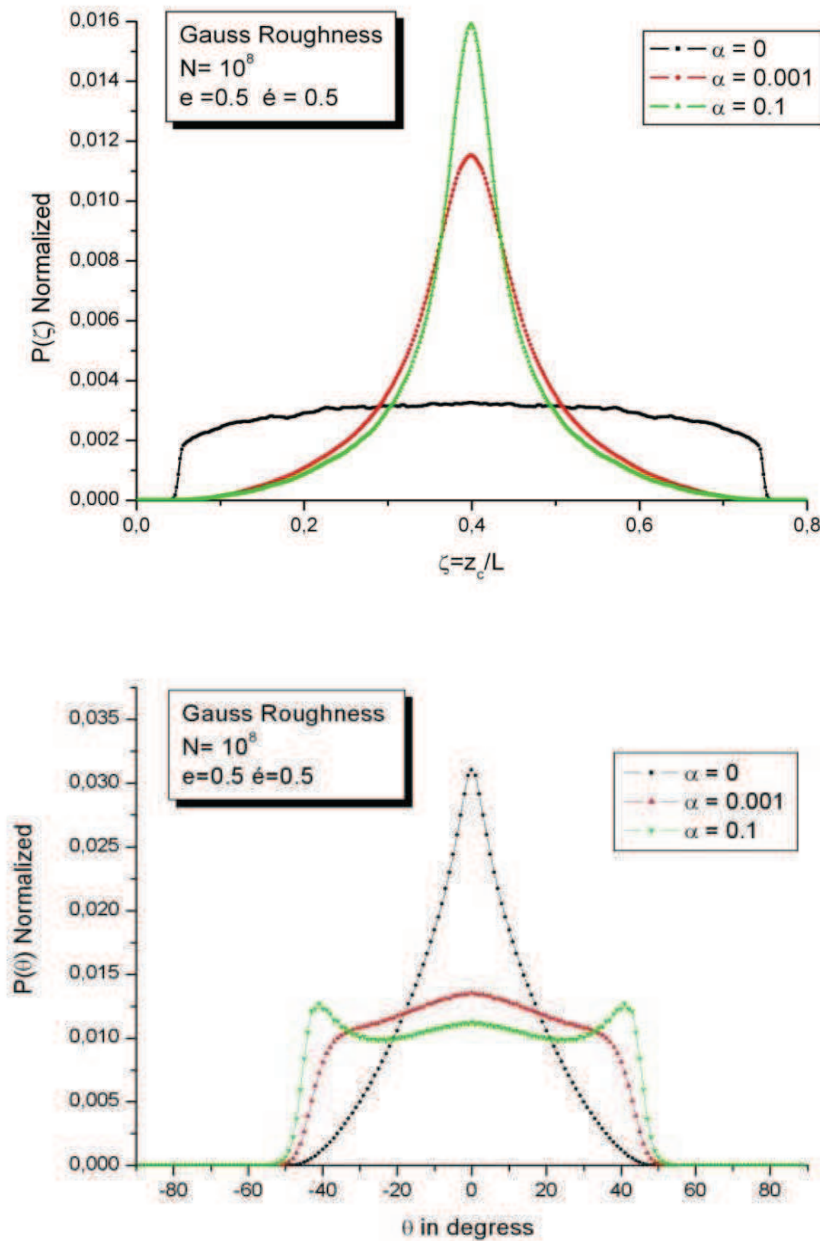 Gauss Roughness
N= 10⁸
e =0.5 é = 0.5
α = 0
α = 0.001
α = 0.1
P(ζ) Normalized
0,016
0,014
0,012
0,010
0,008
0,006
0,004
0,002
0,000
0,0 0,2 0,4 0,6 0,8
ζ=z_c/L
Gauss Roughness
N= 10⁸
e=0.5 é=0.5
α = 0
α = 0.001
α = 0.1
P(θ) Normalized
0,035
0,030
0,025
0,020
0,015
0,010
0,005
0,000
-80 -60 -40 -20 0 20 40 60 80
θ in degress